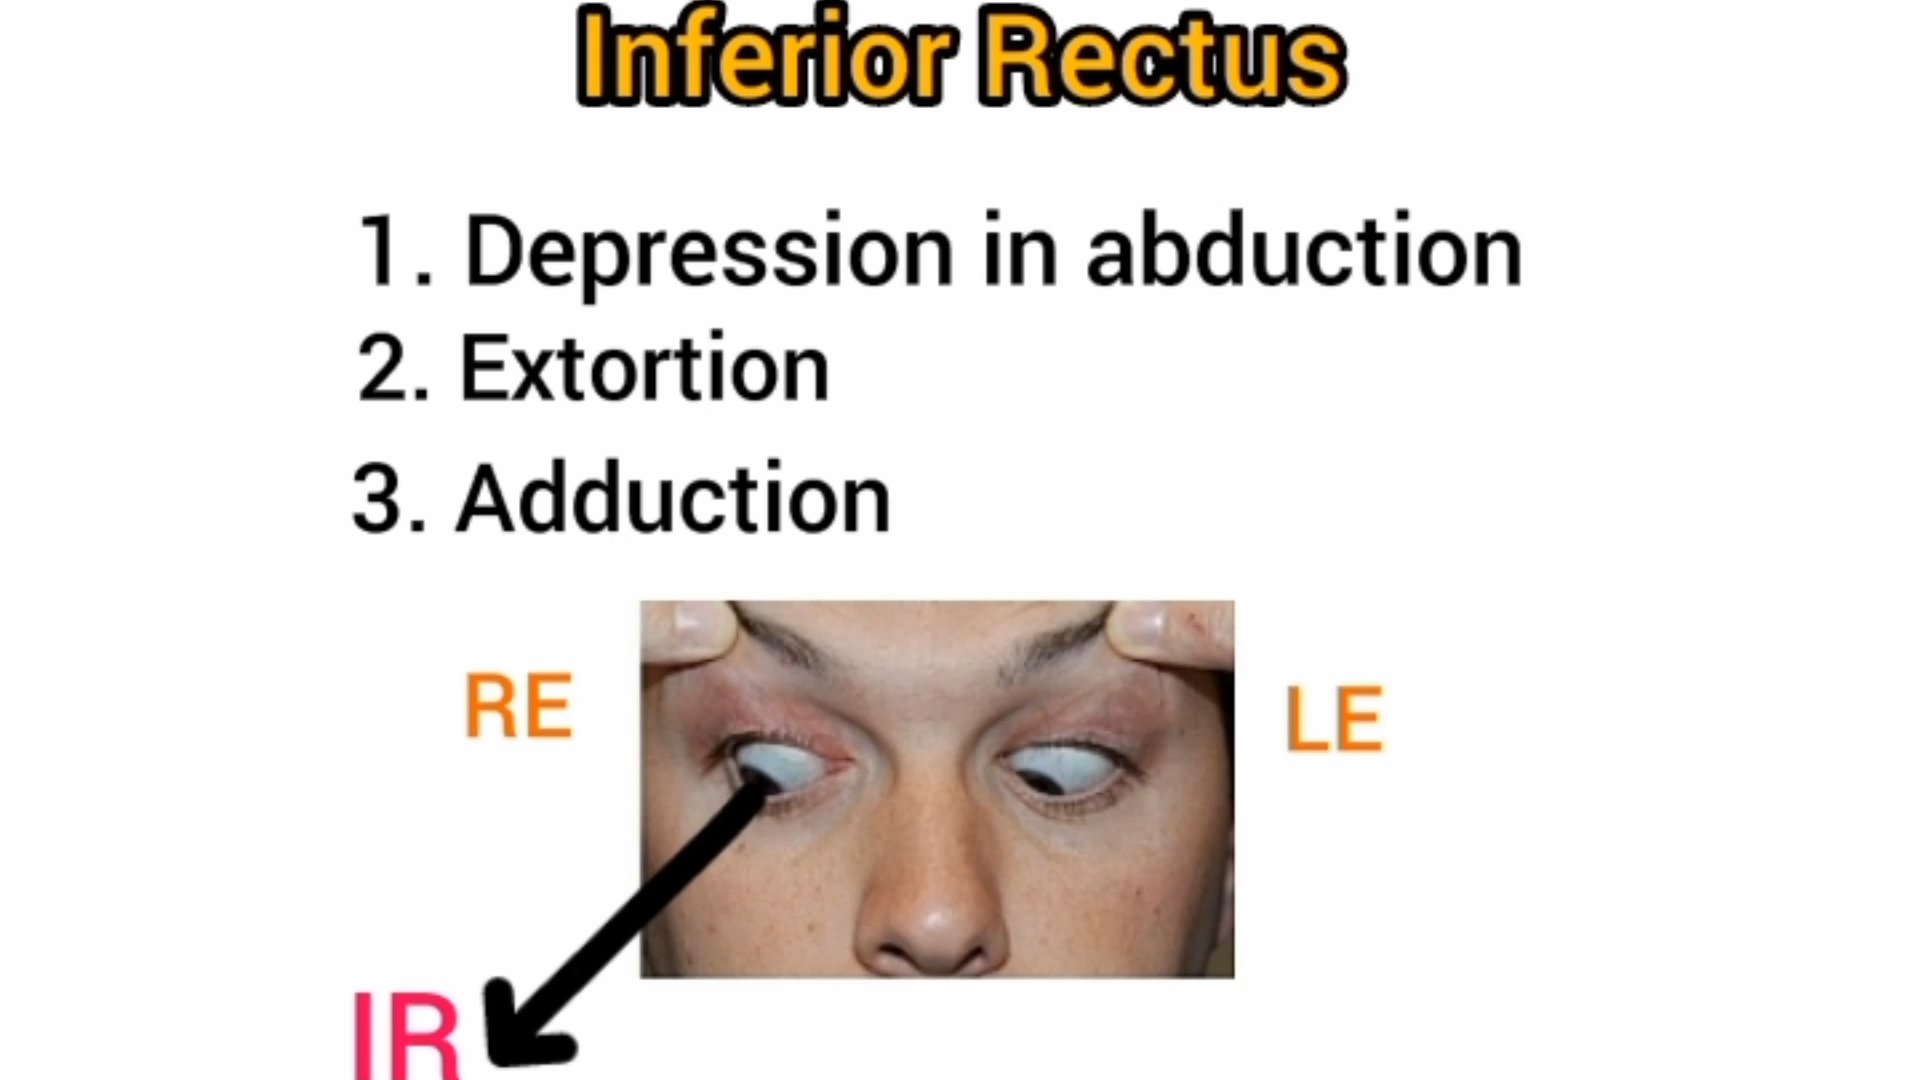 Inferior Rectus
1. Depression in abduction
2. Extortion
3. Adduction
RE
LE
IR